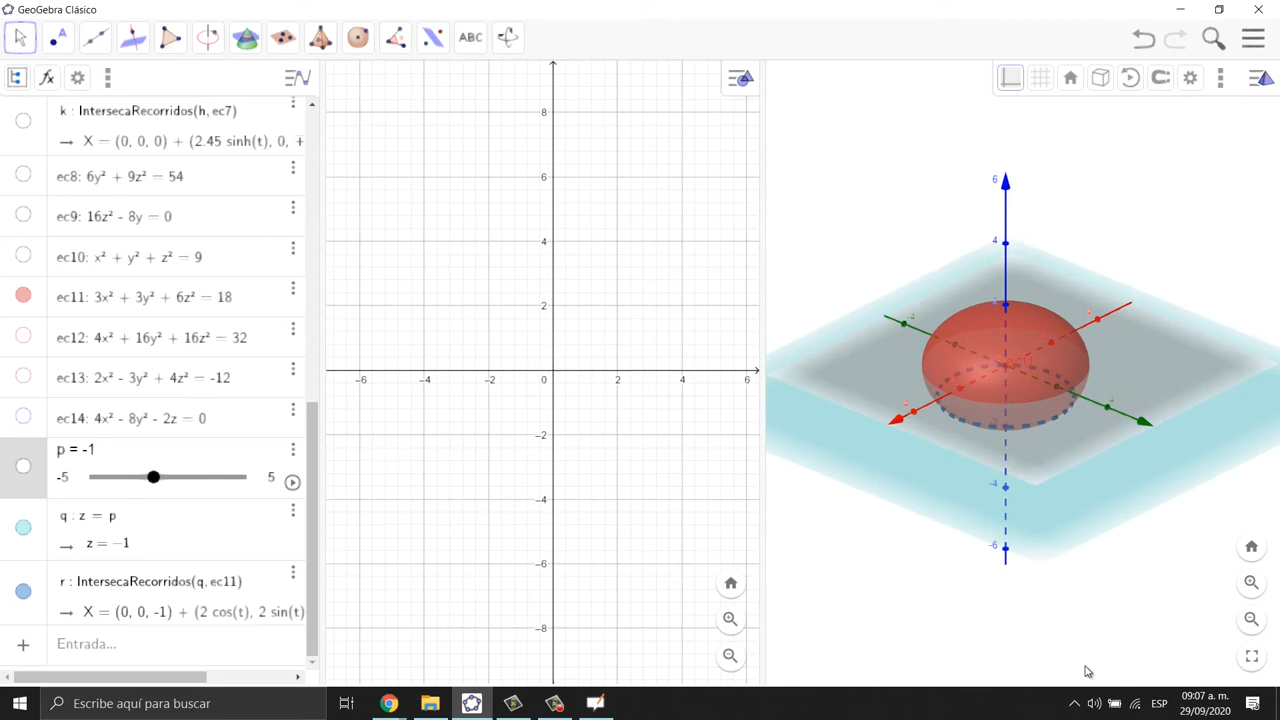 GeoGebra Clásico
ABC
k : IntersecaRecorridos(h, ec7)
→ X = (0, 0, 0) + (2.45 sinh(t), 0, +
ec8: 6y² + 9z² = 54
ec9: 16z² - 8y = 0
ec10: x² + y² + z² = 9
ec11: 3x² + 3y² + 6z² = 18
ec12: 4x² + 16y² + 16z² = 32
ec13: 2x² - 3y² + 4z² = -12
ec14: 4x² - 8y² - 2z = 0
p = -1
-5 5
q : z = p
→ z = −1
r : IntersecaRecorridos(q, ec11)
→ X = (0, 0, -1) + (2 cos(t), 2 sin(t)
Entrada...
8
6
4
2
−6 −4 −2 0 2 4 6
−2
−4
−6
−8
6
4
-4
-4
-6
Escribe aquí para buscar
ESP
09:07 a. m.
29/09/2020